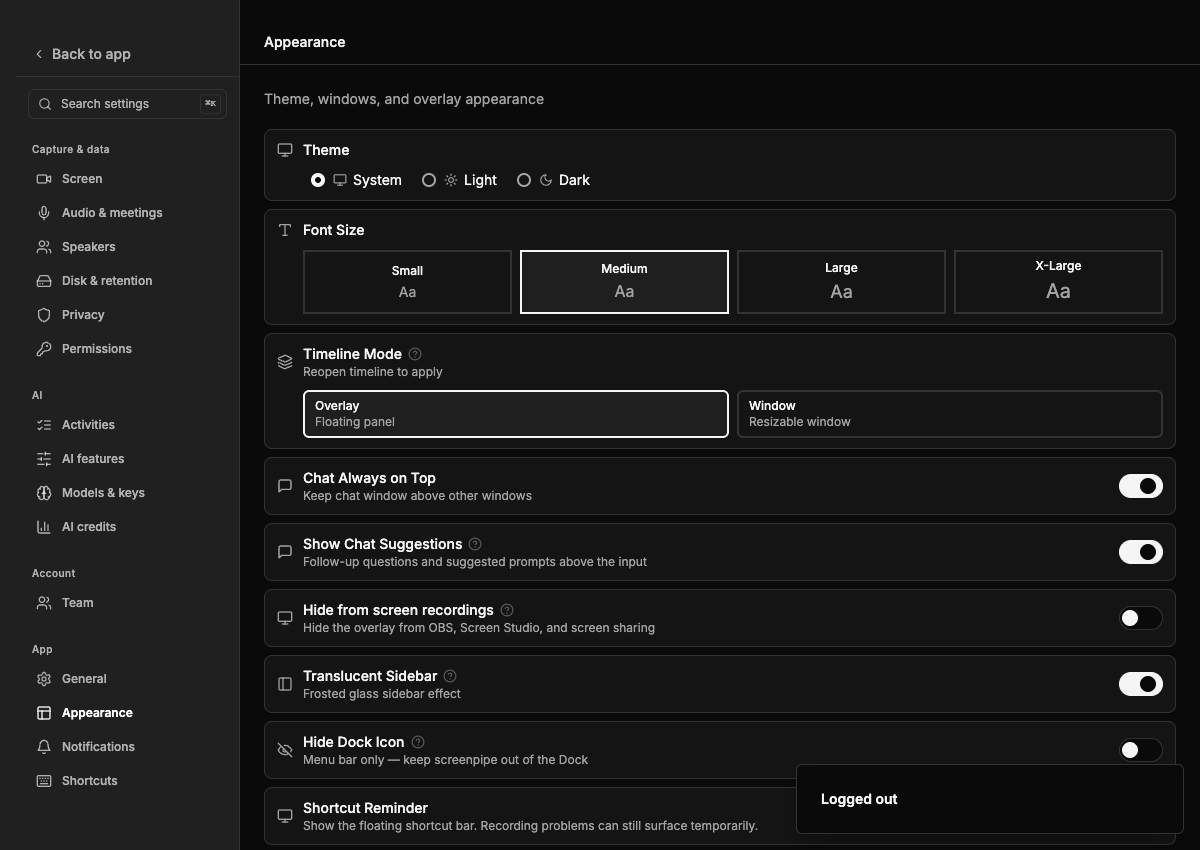 Back to app
Search settings
⌘K
Capture & data
Screen
Audio & meetings
Speakers
Disk & retention
Privacy
Permissions
AI
Activities
AI features
Models & keys
AI credits
Account
Team
App
General
Appearance
Notifications
Shortcuts
Appearance
Theme, windows, and overlay appearance
Theme
System
Light
Dark
Font Size
Small
Aa
Medium
Aa
Large
Aa
X-Large
Aa
Timeline Mode
Reopen timeline to apply
Overlay
Floating panel
Window
Resizable window
Chat Always on Top
Keep chat window above other windows
Show Chat Suggestions
Follow-up questions and suggested prompts above the input
Hide from screen recordings
Hide the overlay from OBS, Screen Studio, and screen sharing
Translucent Sidebar
Frosted glass sidebar effect
Hide Dock Icon
Menu bar only — keep screenpipe out of the Dock
Shortcut Reminder
Show the floating shortcut bar. Recording problems can still surface temporarily.
Logged out